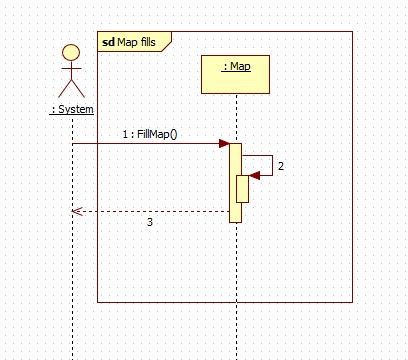 sd Map fills
: Map
: System
1 : FillMap()
2
3